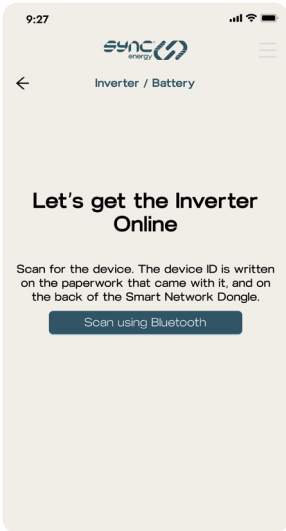 9:27
sync
energy
Inverter / Battery
Let's get the Inverter
Online
Scan for the device. The device ID is written
on the paperwork that came with it, and on
the back of the Smart Network Dongle.
Scan using Bluetooth